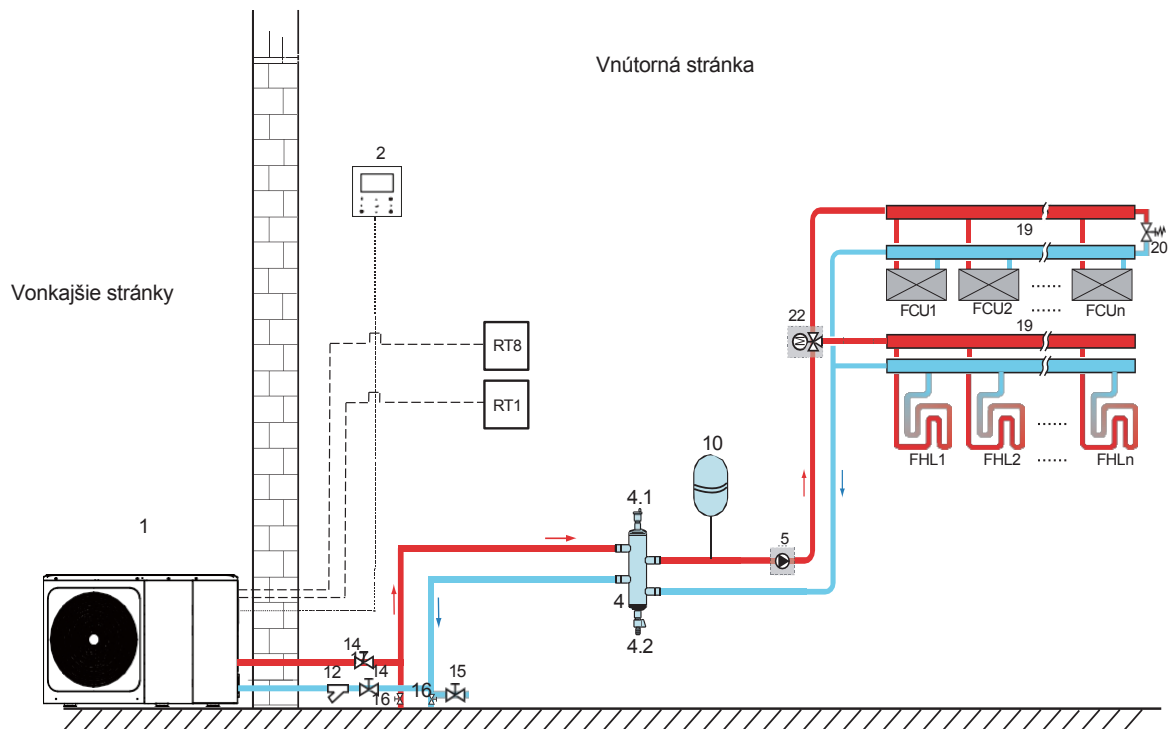 Vnútorná stránka
Vonkajšie stránky
2
19
20
FCU1
FCU2
......
......
FCUn
22
M
19
RT8
RT1
FHL1
FHL2
......
......
FHLn
10
4.1
5
1
4
4.2
14
12
14
15
16
16